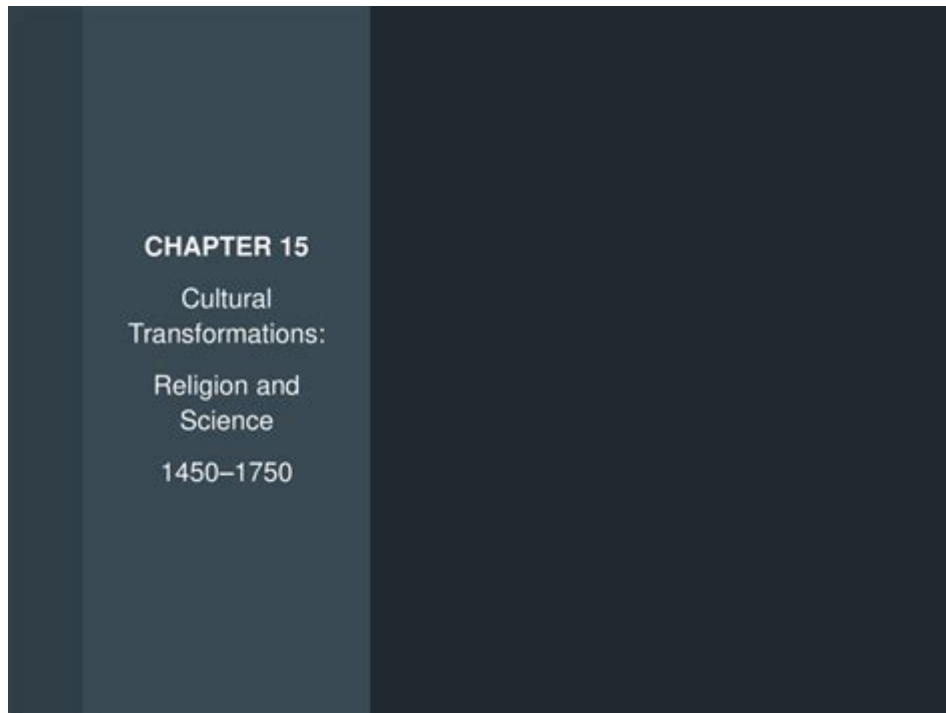 CHAPTER 15
Cultural
Transformations:
Religion and
Science
1450–1750